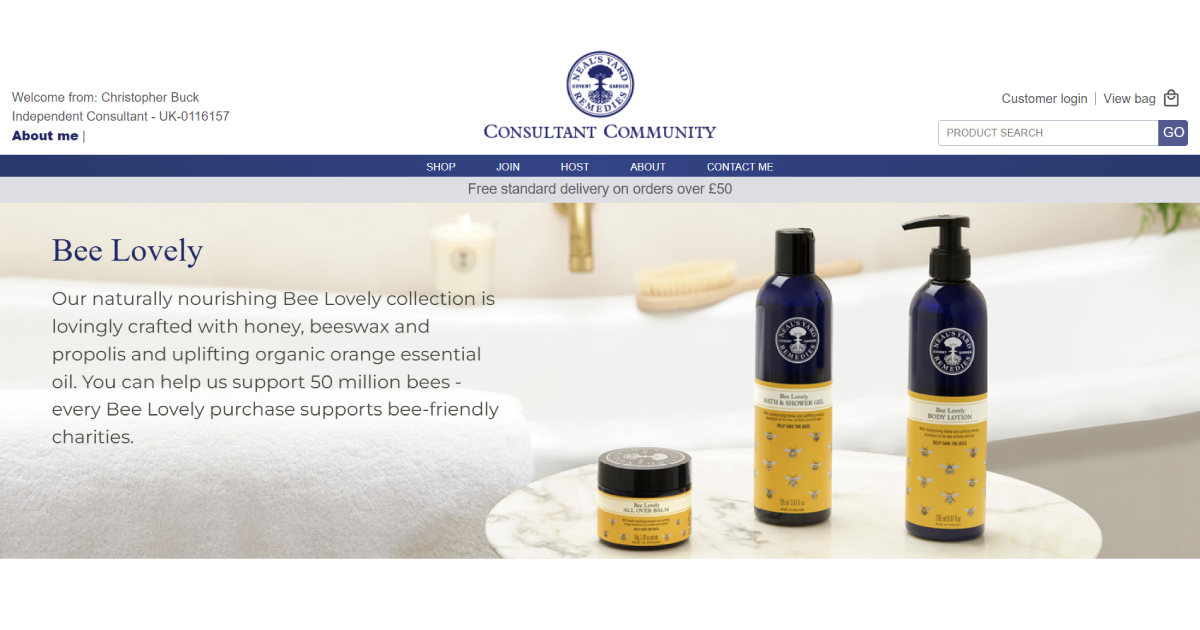 NEAL'S YARD
COVENT GARDEN
REMEDIES
CONSULTANT COMMUNITY
Welcome from: Christopher Buck
Independent Consultant - UK-0116157
About me |
Customer login | View bag
PRODUCT SEARCH
GO
SHOP JOIN HOST ABOUT CONTACT ME
Free standard delivery on orders over £50
Bee Lovely
Our naturally nourishing Bee Lovely collection is
lovingly crafted with honey, beeswax and
propolis and uplifting organic orange essential
oil. You can help us support 50 million bees -
every Bee Lovely purchase supports bee-friendly
charities.
NEAL'S YARD
COVENT GARDEN
REMEDIES
Bee Lovely
BATH & SHOWER GEL
HELP SAVE THE BEES
NEAL'S YARD
COVENT GARDEN
REMEDIES
Bee Lovely
BODY LOTION
HELP SAVE THE BEES
Bee Lovely
ALL OVER BALM
HELP SAVE THE BEES